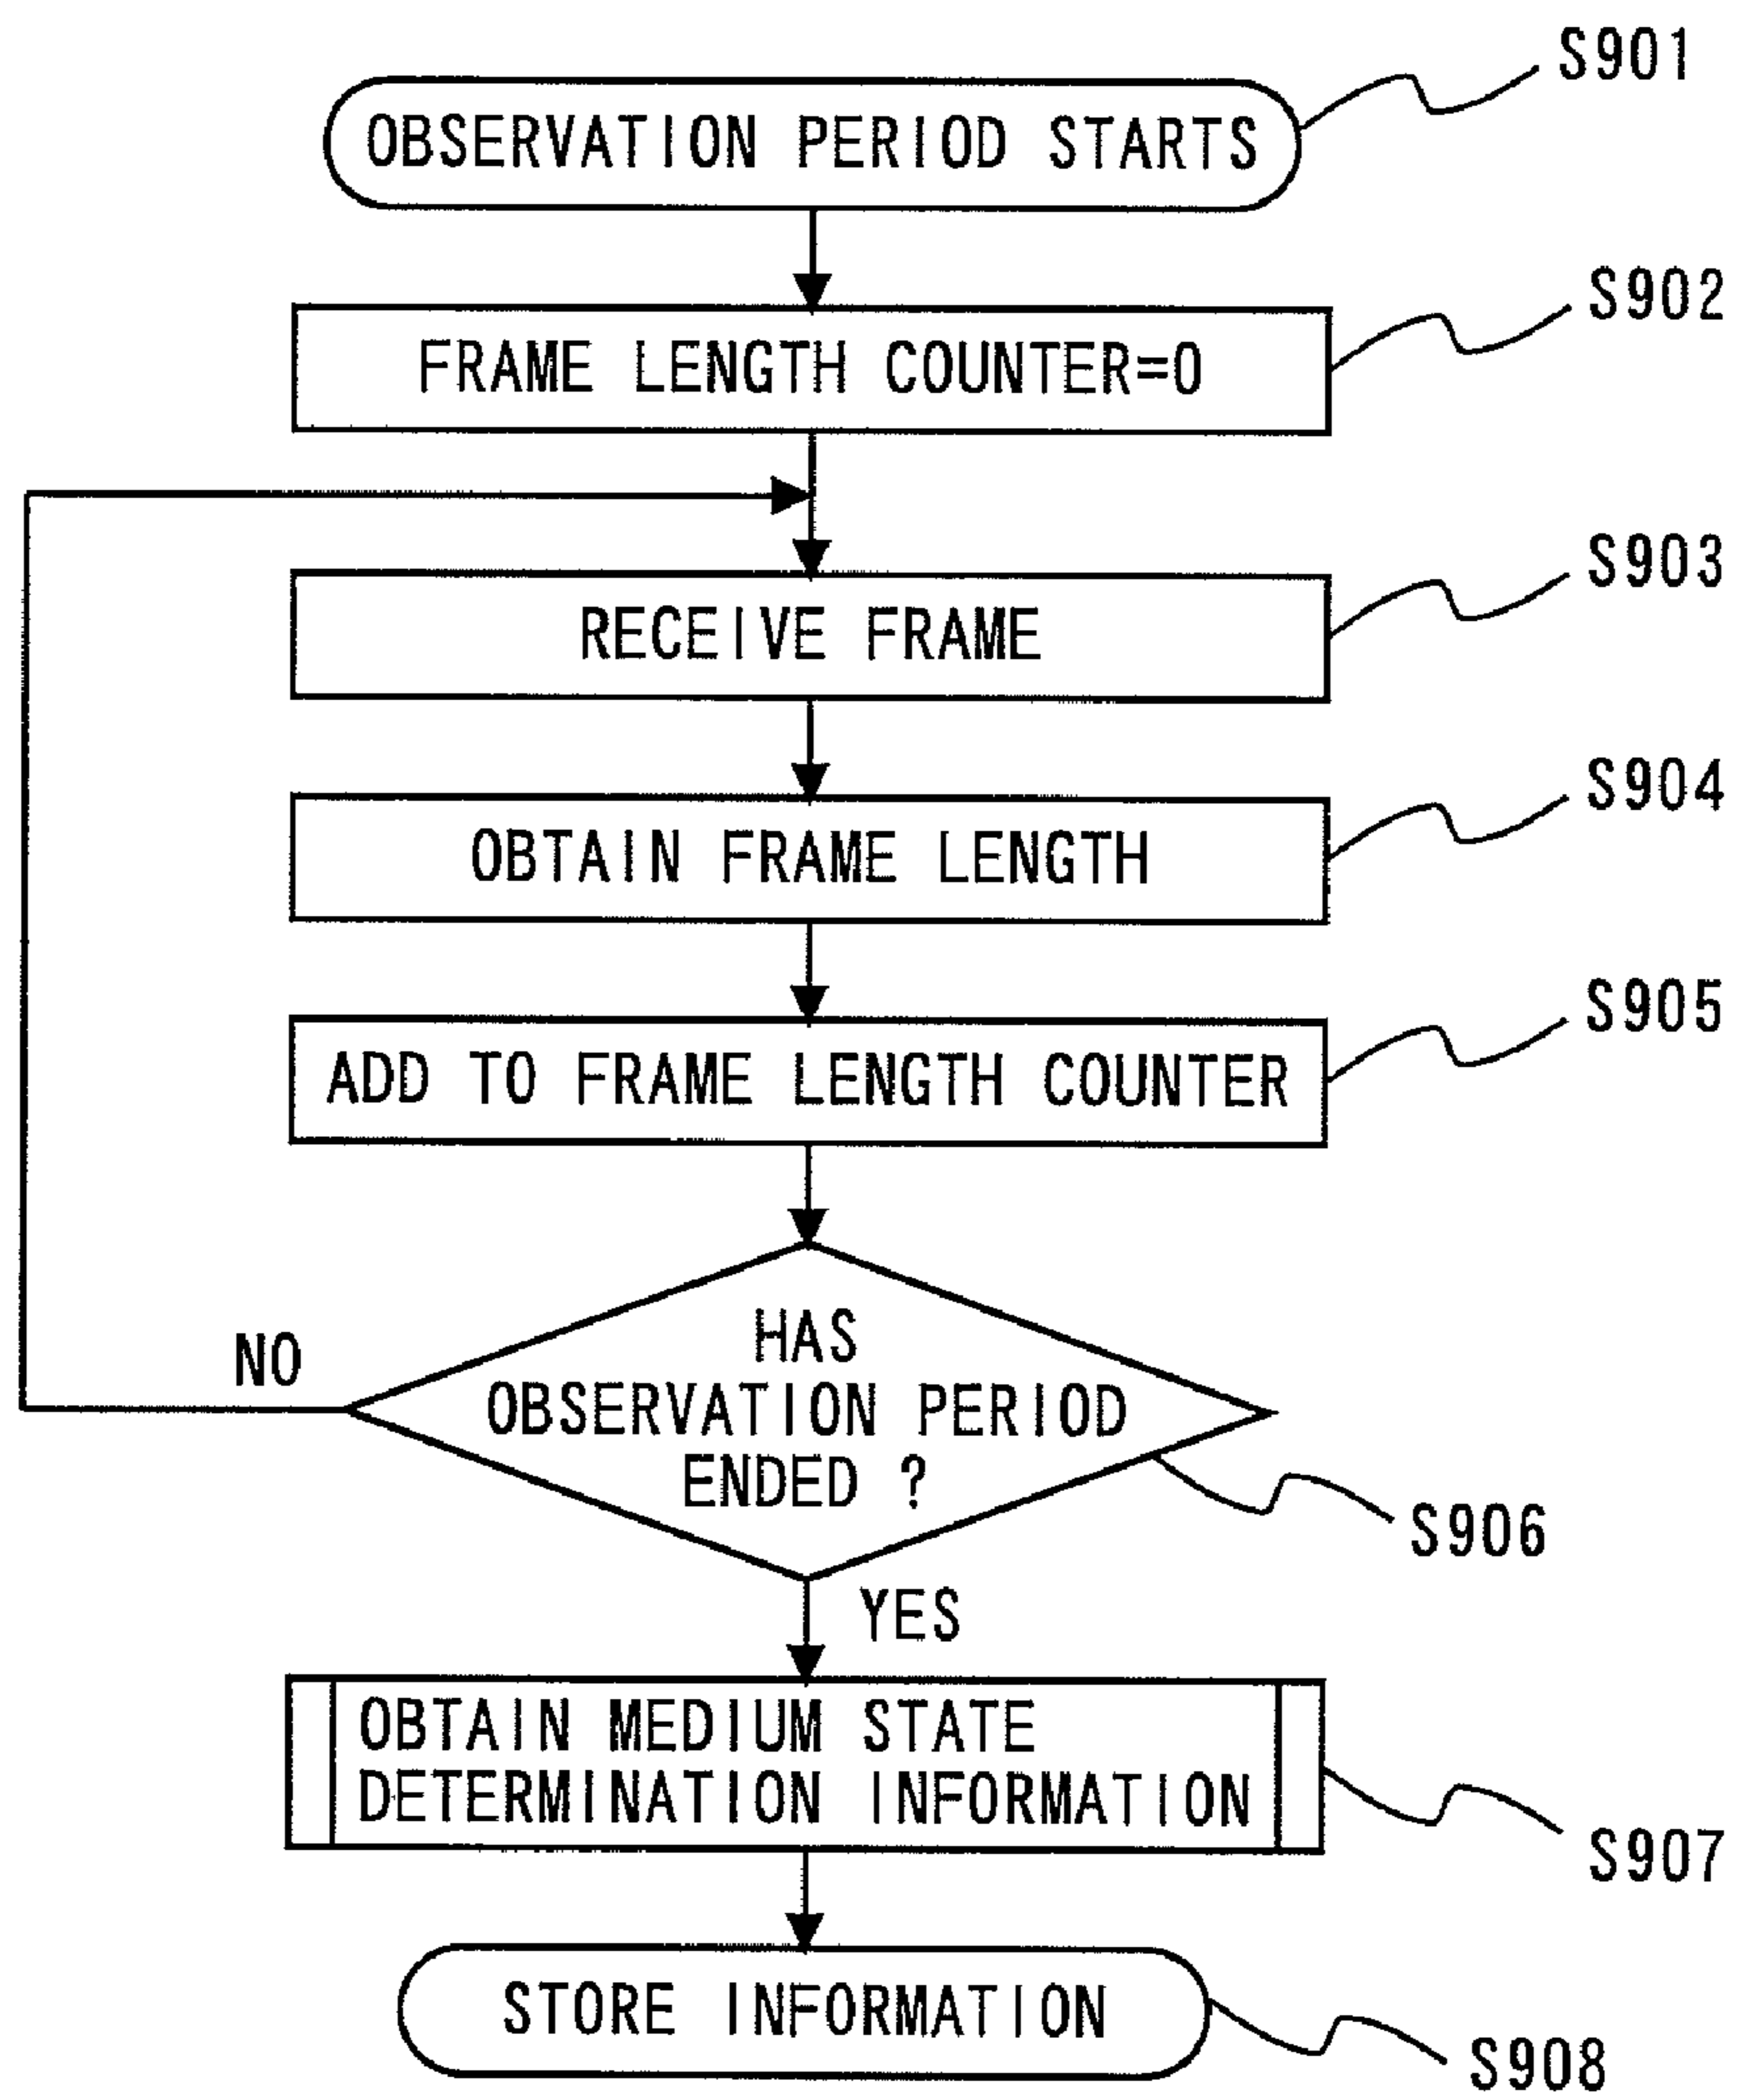 S901
OBSERVATION PERIOD STARTS
S902
FRAME LENGTH COUNTER=0
S903
RECEIVE FRAME
S904
OBTAIN FRAME LENGTH
S905
ADD TO FRAME LENGTH COUNTER
HAS
NO
OBSERVATION PERIOD
ENDED ?
S906
YES
OBTAIN MEDIUM STATE
DETERMINATION INFORMATION
S907
STORE INFORMATION
S908